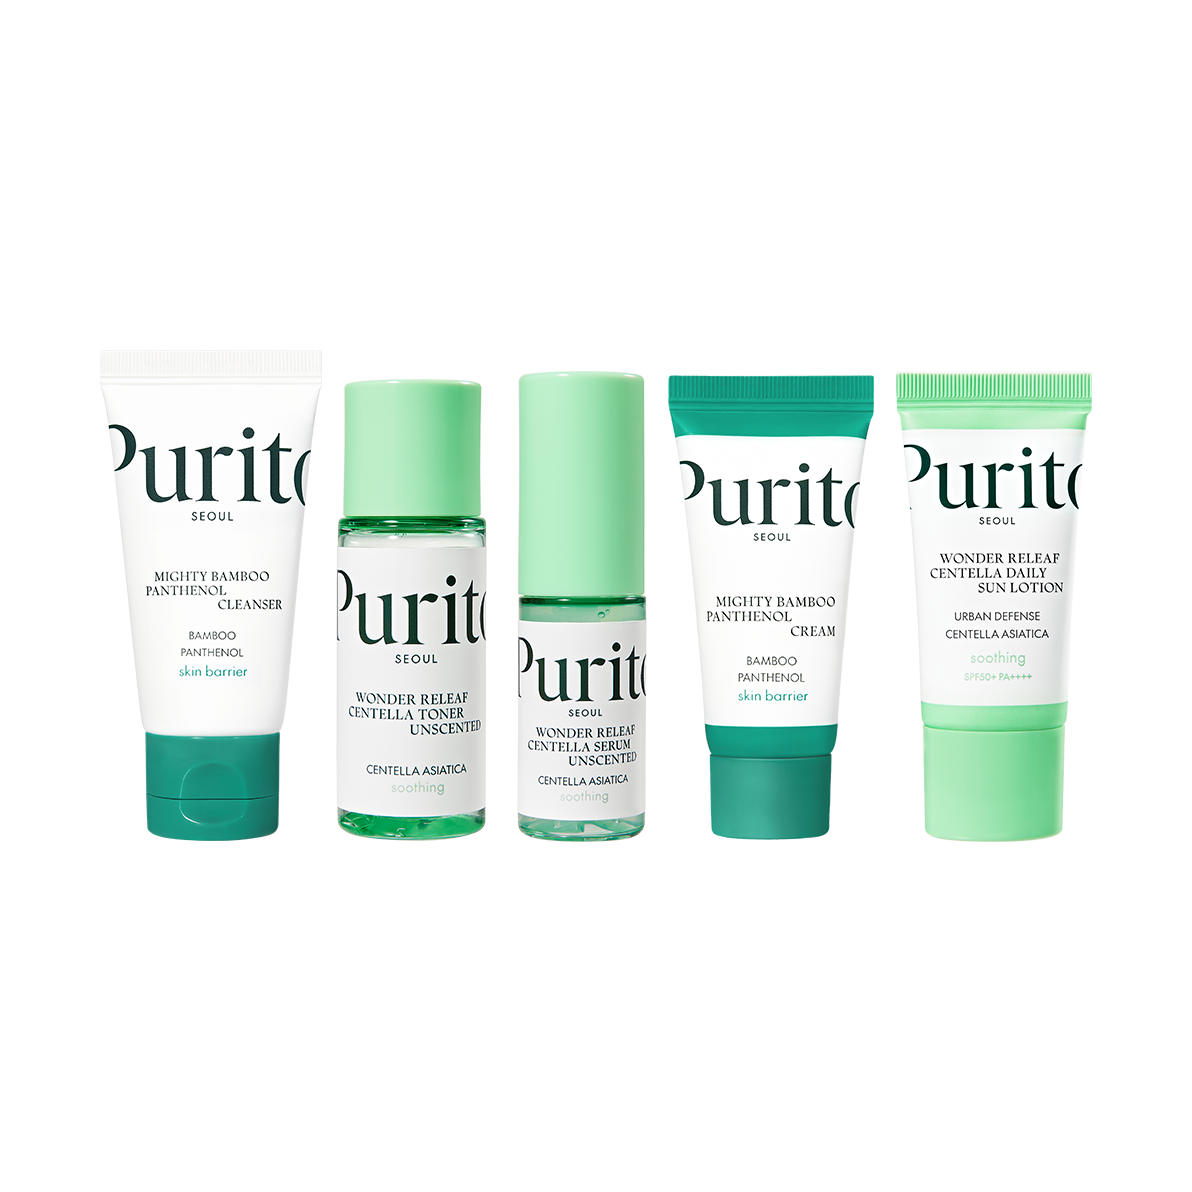 Purito
SEOUL
MIGHTY BAMBOO
PANTHENOL
CLEANSER
BAMBOO
PANTHENOL
skin barrier
Purito
SEOUL
WONDER RELEAF
CENTELLA TONER
UNSCENTED
CENTELLA ASIATICA
soothing
Purito
SEOUL
WONDER RELEAF
CENTELLA SERUM
UNSCENTED
CENTELLA ASIATICA
soothing
Purito
SEOUL
MIGHTY BAMBOO
PANTHENOL
CREAM
BAMBOO
PANTHENOL
skin barrier
Purito
SEOUL
WONDER RELEAF
CENTELLA DAILY
SUN LOTION
URBAN DEFENSE
CENTELLA ASIATICA
soothing
SPF50+ PA++++